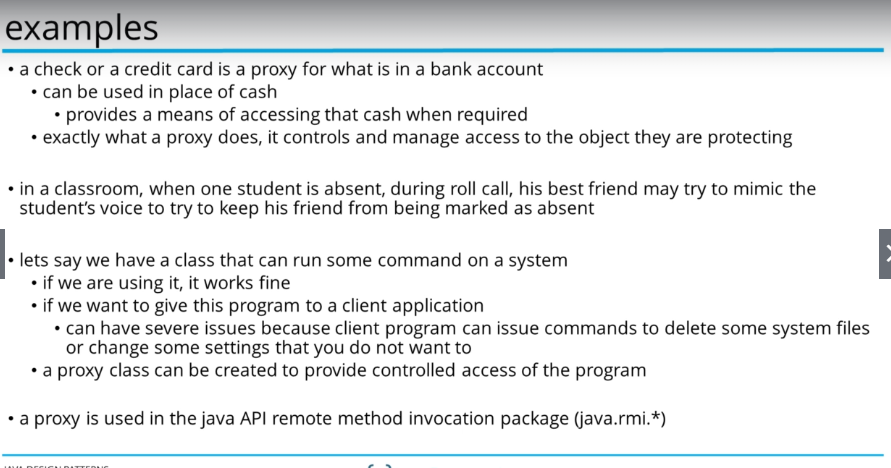 examples
• a check or a credit card is a proxy for what is in a bank account
• can be used in place of cash
• provides a means of accessing that cash when required
• exactly what a proxy does, it controls and manage access to the object they are protecting
• in a classroom, when one student is absent, during roll call, his best friend may try to mimic the
student's voice to try to keep his friend from being marked as absent
• lets say we have a class that can run some command on a system
• if we are using it, it works fine
• if we want to give this program to a client application
• can have severe issues because client program can issue commands to delete some system files
or change some settings that you do not want to
• a proxy class can be created to provide controlled access of the program
• a proxy is used in the java API remote method invocation package (java.rmi.*)
JAVA DESIGN PATTERNS